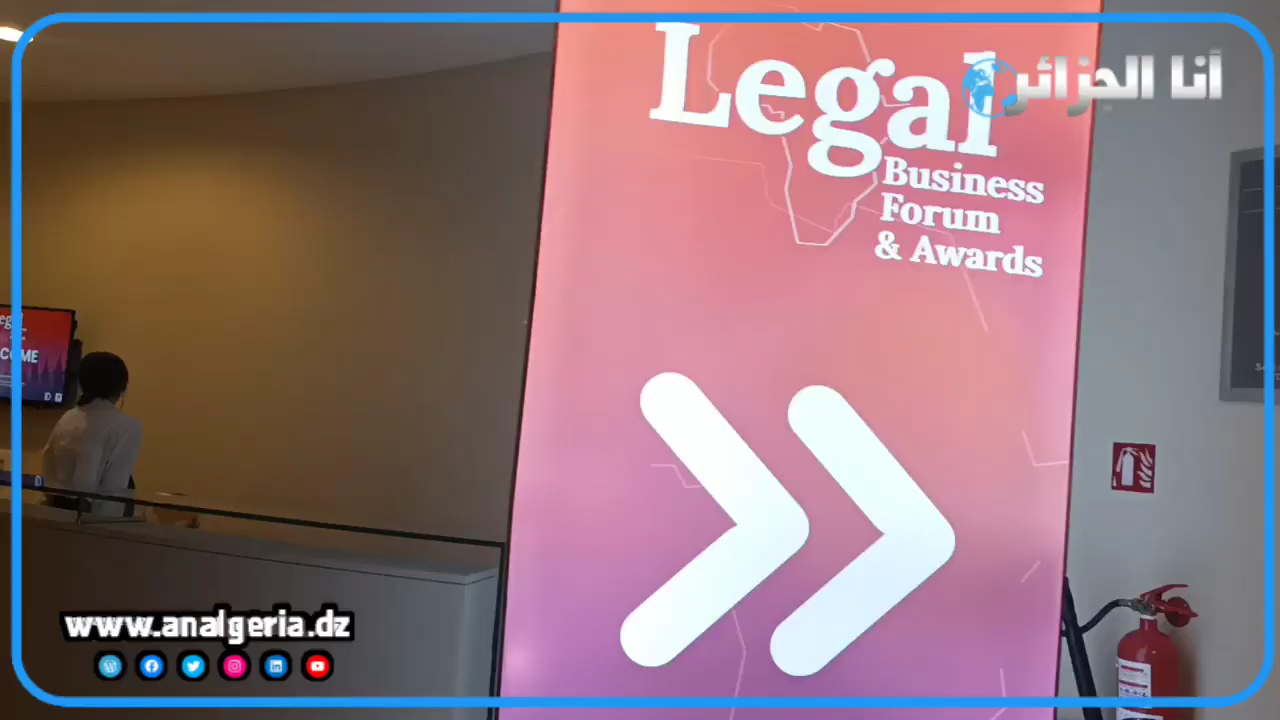 Legal
Business
Forum
& Awards
أنا الجزائر
COME
www.analgeria.dz